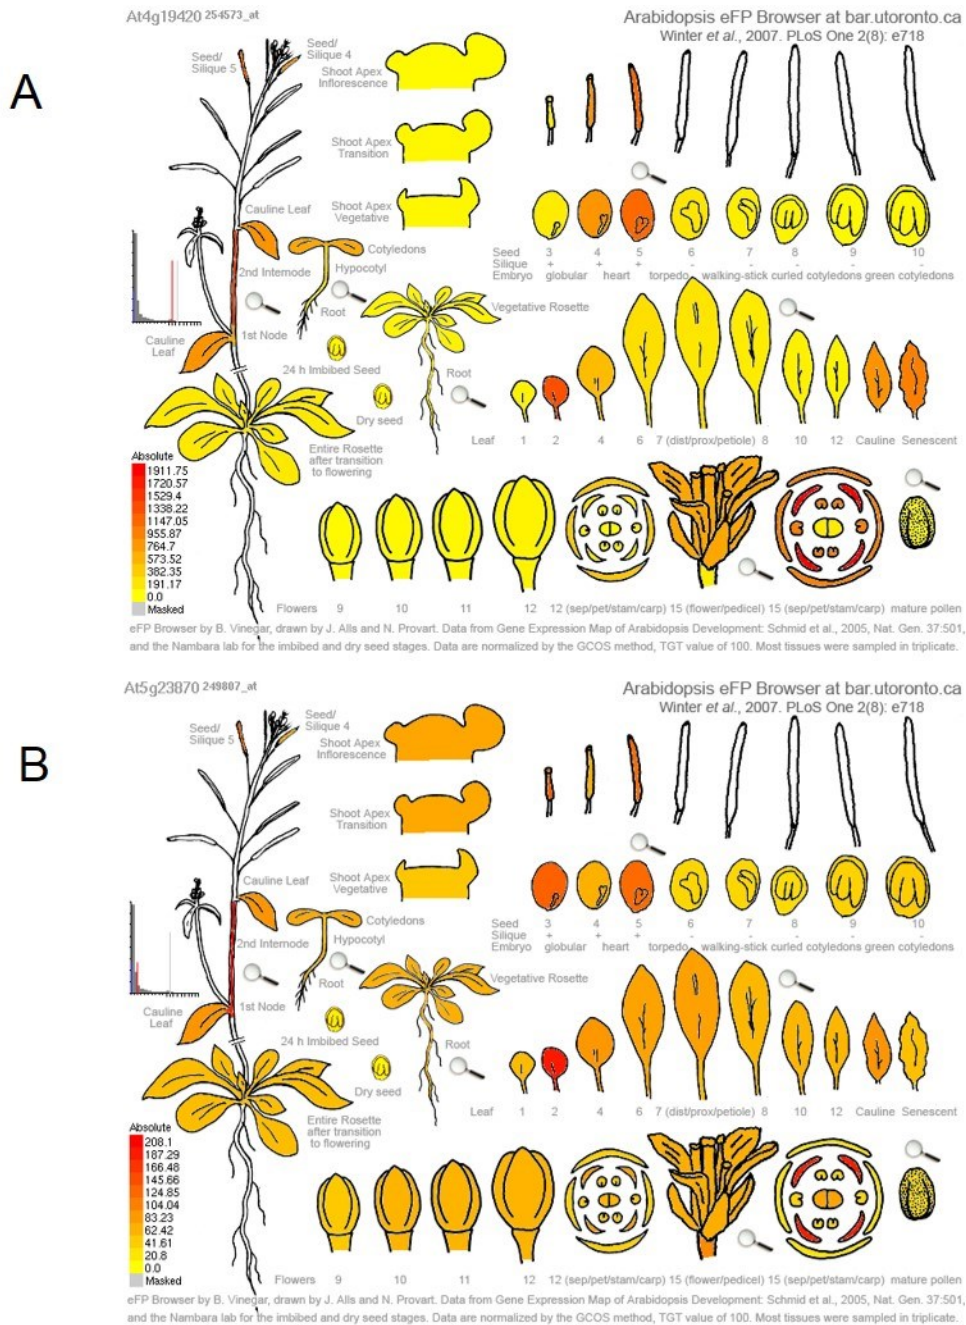 A
At4g19420 254573_at
Arabidopsis eFP Browser at bar.utoronto.ca
Winter et al., 2007. PLoS One 2(8): e718
Seed/
Silique 5
Seed/
Silique 4
Shoot Apex
Inflorescence
Shoot Apex
Transition
Shoot Apex
Vegetative
Cauline Leaf
2nd Internode
Cotyledons
Hypocotyl
Root
1st Node
Cauline
Leaf
24 h Imbibed Seed
Dry seed
Root
Vegetative Rosette
Entire Rosette
after transition
to flowering
Seed 3 4 5 6 7 8 9 10
Silique + + + - - - - -
Embryo globular heart torpedo walking-stick curled cotyledons green cotyledons
Leaf 1 2 4 6 7 (dist/prox/petiole) 8 10 12 Cauline Senescent
Absolute
1911.75
1720.57
1529.4
1338.22
1147.05
955.87
764.7
573.52
382.35
191.17
0.0
Masked
Flowers 9 10 11 12 12 (sep/pet/stam/carp) 15 (flower/pedicel) 15 (sep/pet/stam/carp) mature pollen
eFP Browser by B. Vinegar, drawn by J. Alls and N. Provart. Data from Gene Expression Map of Arabidopsis Development: Schmid et al., 2005, Nat. Gen. 37:501,
and the Nambara lab for the imbibed and dry seed stages. Data are normalized by the GCOS method, TGT value of 100. Most tissues were sampled in triplicate.
B
At5g23870 249807_at
Arabidopsis eFP Browser at bar.utoronto.ca
Winter et al., 2007. PLoS One 2(8): e718
Seed/
Silique 5
Seed/
Silique 4
Shoot Apex
Inflorescence
Shoot Apex
Transition
Shoot Apex
Vegetative
Cauline Leaf
2nd Internode
Cotyledons
Hypocotyl
Root
1st Node
Cauline
Leaf
24 h Imbibed Seed
Dry seed
Root
Vegetative Rosette
Entire Rosette
after transition
to flowering
Seed 3 4 5 6 7 8 9 10
Silique + + + - - - - -
Embryo globular heart torpedo walking-stick curled cotyledons green cotyledons
Leaf 1 2 4 6 7 (dist/prox/petiole) 8 10 12 Cauline Senescent
Absolute
208.1
187.29
166.48
145.66
124.85
104.04
83.23
62.42
41.61
20.8
0.0
Masked
Flowers 9 10 11 12 12 (sep/pet/stam/carp) 15 (flower/pedicel) 15 (sep/pet/stam/carp) mature pollen
eFP Browser by B. Vinegar, drawn by J. Alls and N. Provart. Data from Gene Expression Map of Arabidopsis Development: Schmid et al., 2005, Nat. Gen. 37:501,
and the Nambara lab for the imbibed and dry seed stages. Data are normalized by the GCOS method, TGT value of 100. Most tissues were sampled in triplicate.